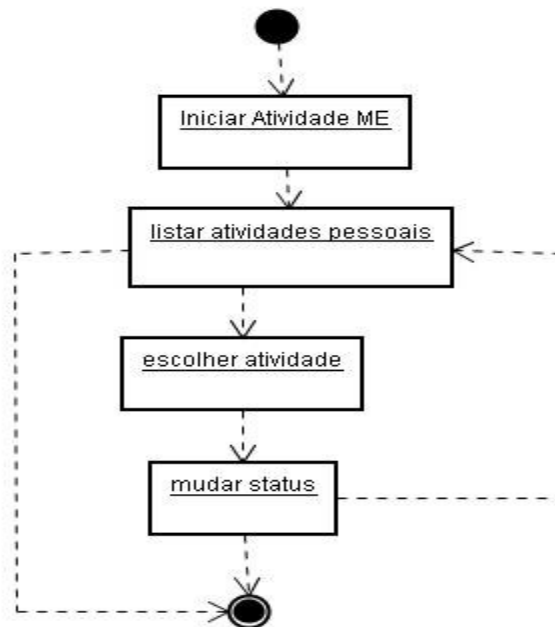 Iniciar Atividade ME
listar atividades pessoais
escolher atividade
mudar status